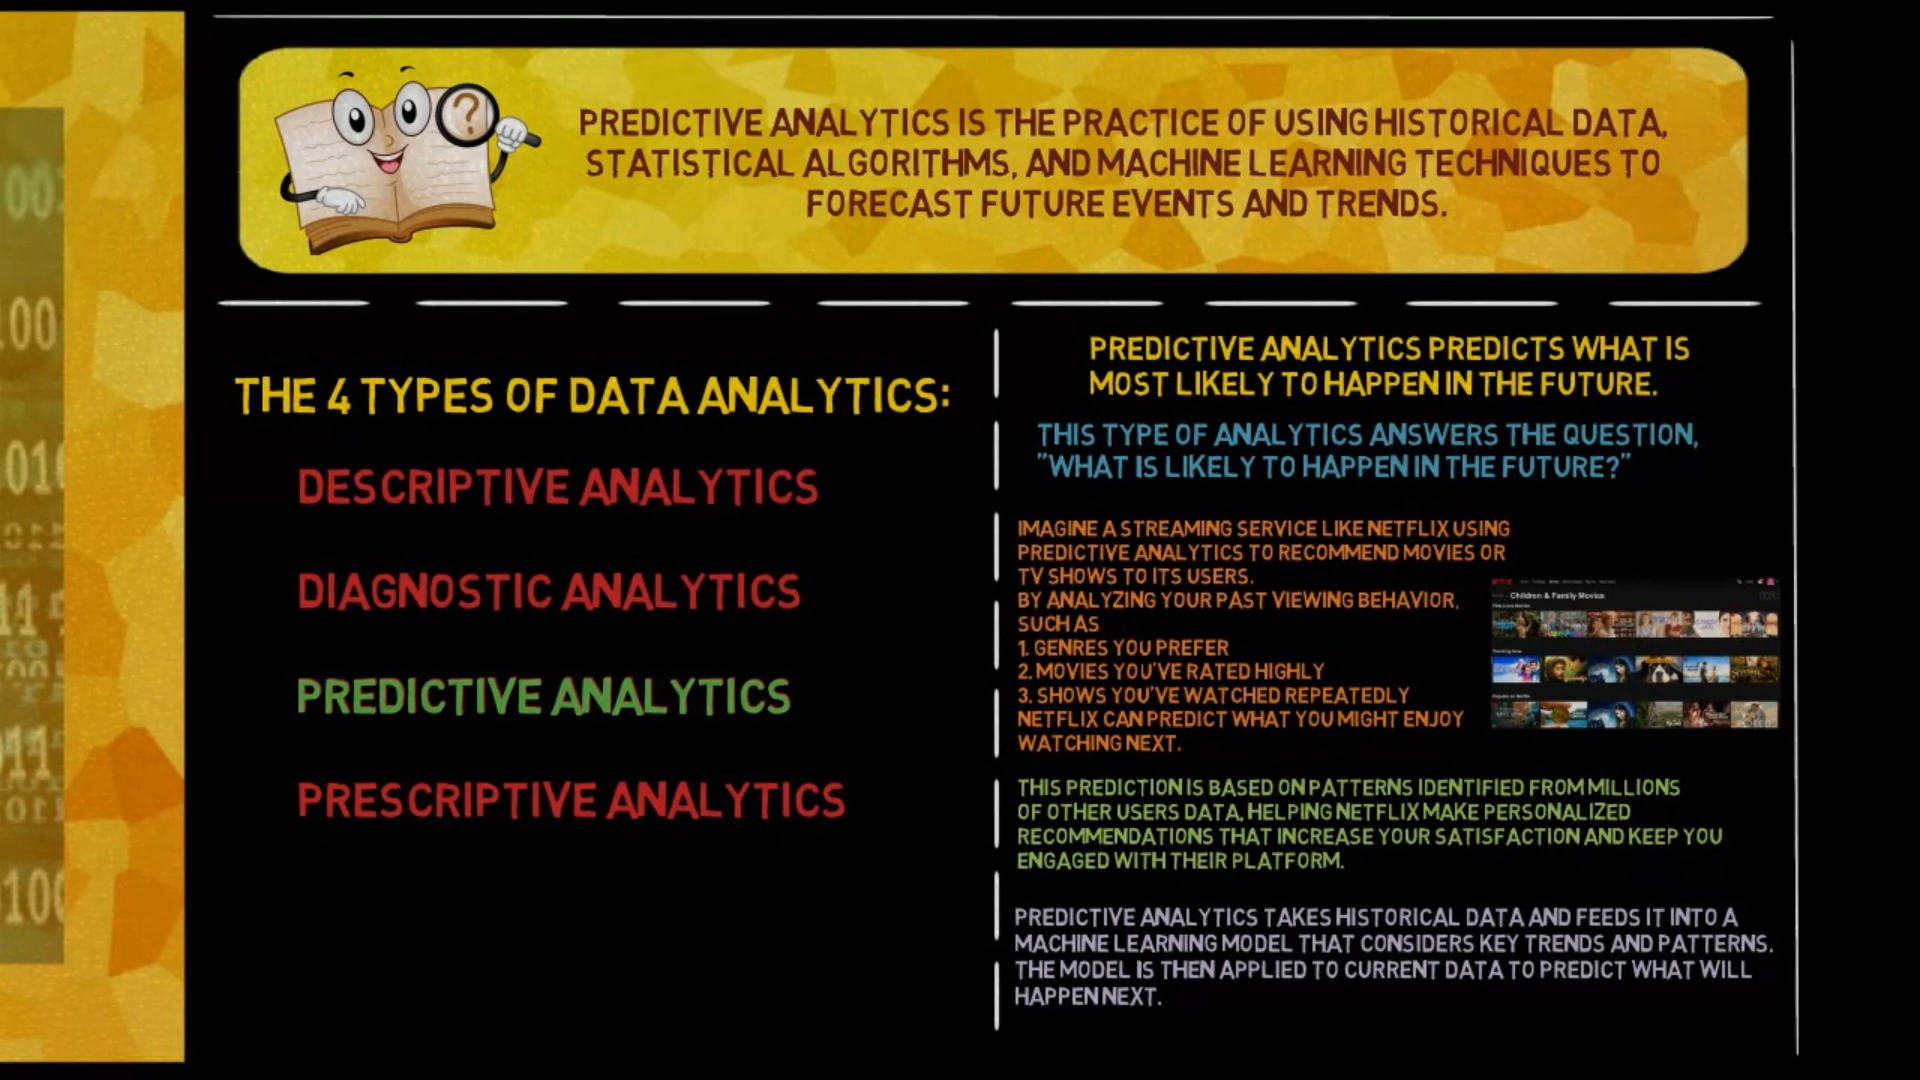 PREDICTIVE ANALYTICS IS THE PRACTICE OF USING HISTORICAL DATA,
STATISTICAL ALGORITHMS, AND MACHINE LEARNING TECHNIQUES TO
FORECAST FUTURE EVENTS AND TRENDS.
THE 4 TYPES OF DATA ANALYTICS:
DESCRIPTIVE ANALYTICS
DIAGNOSTIC ANALYTICS
PREDICTIVE ANALYTICS
PRESCRIPTIVE ANALYTICS
PREDICTIVE ANALYTICS PREDICTS WHAT IS
MOST LIKELY TO HAPPEN IN THE FUTURE.
THIS TYPE OF ANALYTICS ANSWERS THE QUESTION,
"WHAT IS LIKELY TO HAPPEN IN THE FUTURE?"
IMAGINE A STREAMING SERVICE LIKE NETFLIX USING
PREDICTIVE ANALYTICS TO RECOMMEND MOVIES OR
TV SHOWS TO ITS USERS.
BY ANALYZING YOUR PAST VIEWING BEHAVIOR,
SUCH AS
1. GENRES YOU PREFER
2. MOVIES YOU'VE RATED HIGHLY
3. SHOWS YOU'VE WATCHED REPEATEDLY
NETFLIX CAN PREDICT WHAT YOU MIGHT ENJOY
WATCHING NEXT.
Children & Family Movies
THIS PREDICTION IS BASED ON PATTERNS IDENTIFIED FROM MILLIONS
OF OTHER USERS DATA, HELPING NETFLIX MAKE PERSONALIZED
RECOMMENDATIONS THAT INCREASE YOUR SATISFACTION AND KEEP YOU
ENGAGED WITH THEIR PLATFORM.
PREDICTIVE ANALYTICS TAKES HISTORICAL DATA AND FEEDS IT INTO A
MACHINE LEARNING MODEL THAT CONSIDERS KEY TRENDS AND PATTERNS.
THE MODEL IS THEN APPLIED TO CURRENT DATA TO PREDICT WHAT WILL
HAPPEN NEXT.